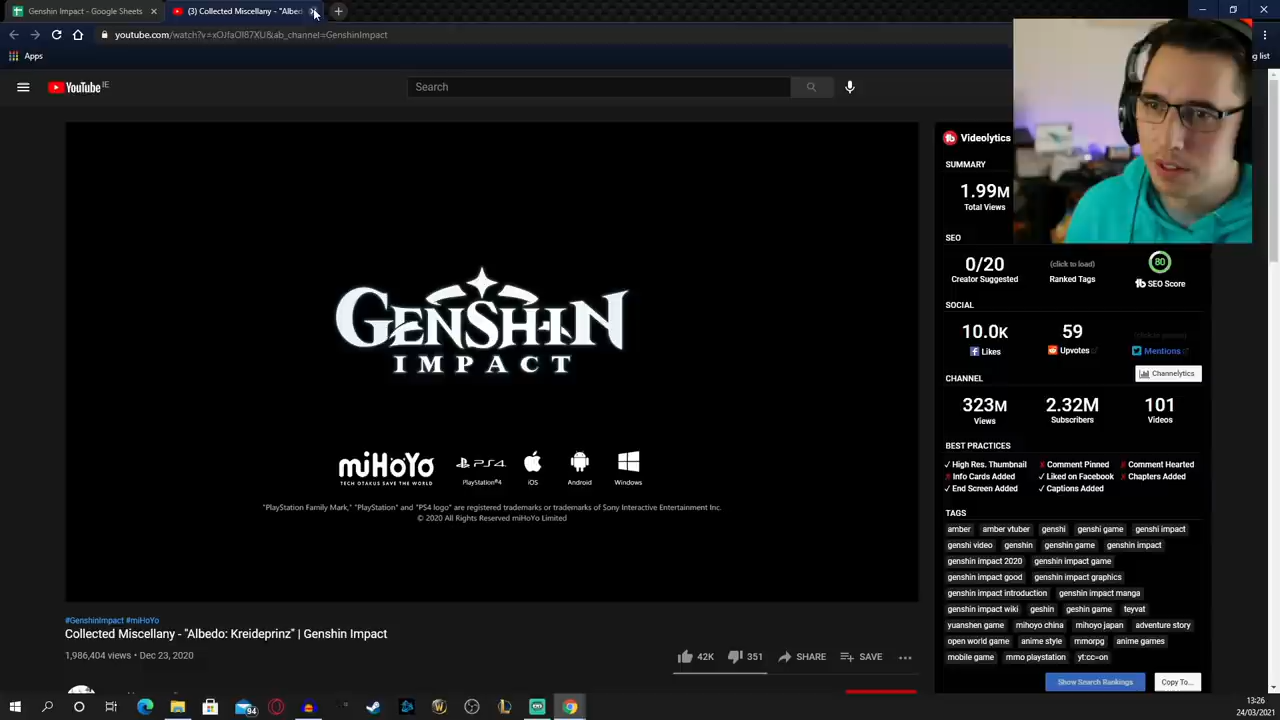 Genshin Impact - Google Sheets
(3) Collected Miscellany - "Albed
youtube.com/watch?v=xOJfaOl87XU&ab_channel=GenshinImpact
Apps
YouTube IE
Search
GENSHIN
IMPACT
miHoYo
TECH OTAKUS SAVE THE WORLD
PS4
PlayStation®4
iOS
Android
Windows
"PlayStation Family Mark," "PlayStation" and "PS4 logo" are registered trademarks or trademarks of Sony Interactive Entertainment Inc.
© 2020 All Rights Reserved miHoYo Limited
#GenshinImpact #miHoYo
Collected Miscellany - "Albedo: Kreideprinz" | Genshin Impact
1,986,404 views • Dec 23, 2020
42K
351
SHARE
SAVE
Videolytics
SUMMARY
1.99M
Total Views
SEO
0/20
Creator Suggested
(click to load)
Ranked Tags
80
SEO Score
SOCIAL
10.0K
Likes
59
Upvotes
Mentions
CHANNEL
Channelytics
323M
Views
2.32M
Subscribers
101
Videos
BEST PRACTICES
High Res. Thumbnail
Comment Pinned
Comment Hearted
Info Cards Added
Liked on Facebook
Chapters Added
End Screen Added
Captions Added
TAGS
amber amber vtuber genshi genshi game genshi impact
genshi video genshin genshin game genshin impact
genshin impact 2020 genshin impact game
genshin impact good genshin impact graphics
genshin impact introduction genshin impact manga
genshin impact wiki geshin geshin game teyvat
yuanshen game mihoyo china mihoyo japan adventure story
open world game anime style mmorpg anime games
mobile game mmo playstation yt:cc=on
Show Search Rankings
Copy To...
13:26
24/03/2021